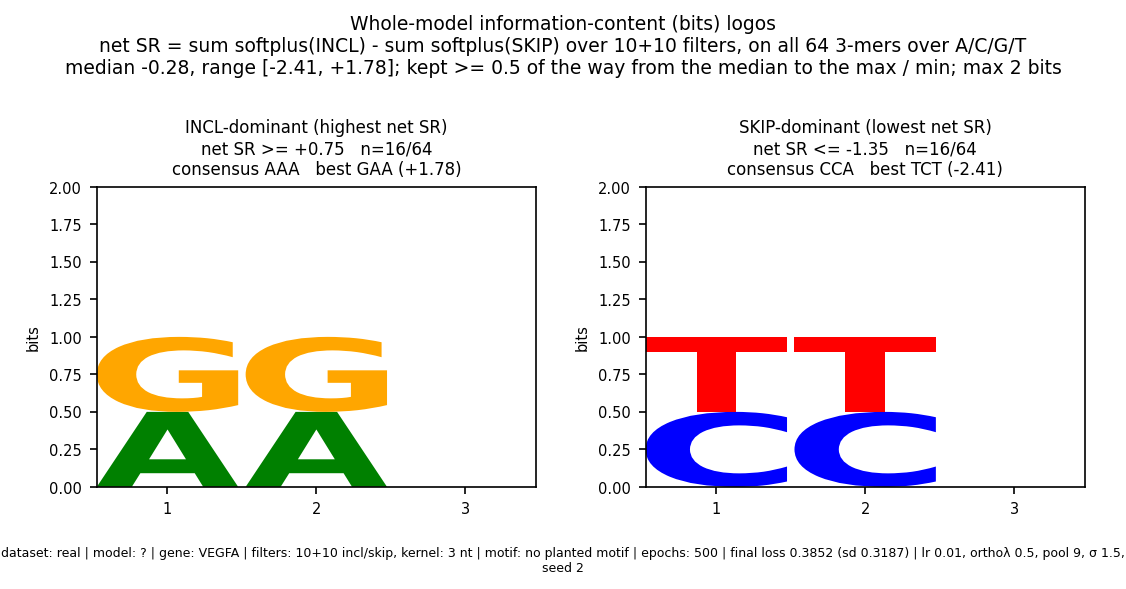 Whole-model information-content (bits) logos
net SR = sum softplus(INCL) - sum softplus(SKIP) over 10+10 filters, on all 64 3-mers over A/C/G/T
median -0.28, range [-2.41, +1.78]; kept >= 0.5 of the way from the median to the max / min; max 2 bits
INCL-dominant (highest net SR)
net SR >= +0.75   n=16/64
consensus AAA   best GAA (+1.78)
2.00
1.75
1.50
1.25
1.00
0.75
0.50
0.25
0.00
bits
G G
A A
1 2 3
SKIP-dominant (lowest net SR)
net SR <= -1.35   n=16/64
consensus CCA   best TCT (-2.41)
2.00
1.75
1.50
1.25
1.00
0.75
0.50
0.25
0.00
bits
T T
C C
1 2 3
dataset: real | model: ? | gene: VEGFA | filters: 10+10 incl/skip, kernel: 3 nt | motif: no planted motif | epochs: 500 | final loss 0.3852 (sd 0.3187) | lr 0.01, orthoλ 0.5, pool 9, σ 1.5,
seed 2